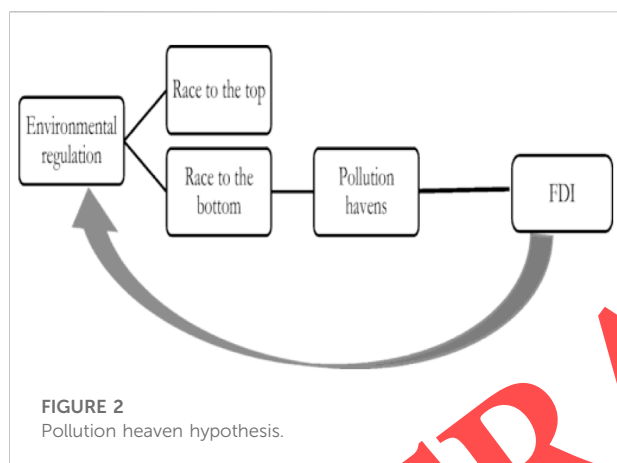 Race to the top
Environmental
regulation
Race to the
bottom
Pollution
havens
FDI
FIGURE 2
Pollution heaven hypothesis.